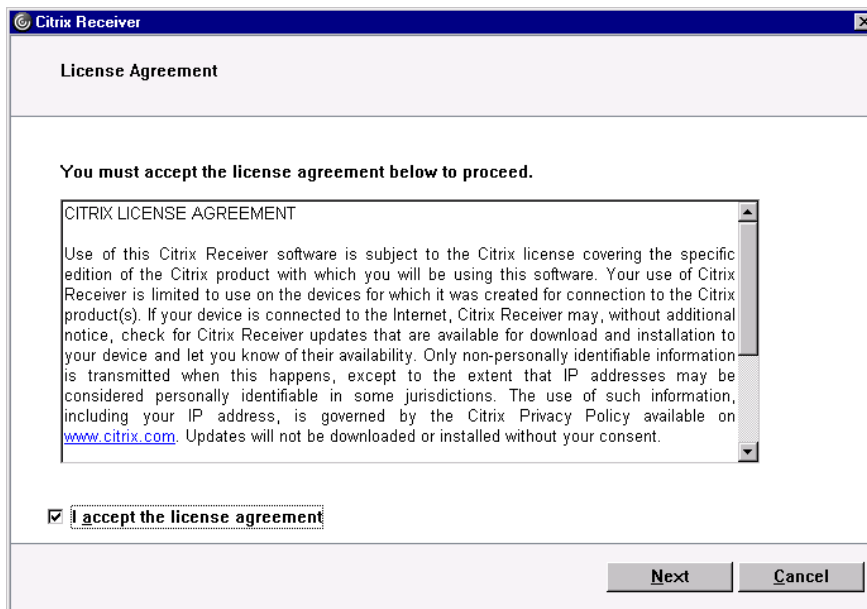 Citrix Receiver
License Agreement
You must accept the license agreement below to proceed.
CITRIX LICENSE AGREEMENT
Use of this Citrix Receiver software is subject to the Citrix license covering the specific
edition of the Citrix product with which you will be using this software. Your use of Citrix
Receiver is limited to use on the devices for which it was created for connection to the Citrix
product(s). If your device is connected to the Internet, Citrix Receiver may, without additional
notice, check for Citrix Receiver updates that are available for download and installation to
your device and let you know of their availability. Only non-personally identifiable information
is transmitted when this happens, except to the extent that IP addresses may be
considered personally identifiable in some jurisdictions. The use of such information,
including your IP address, is governed by the Citrix Privacy Policy available on
www.citrix.com. Updates will not be downloaded or installed without your consent.
I accept the license agreement
Next
Cancel